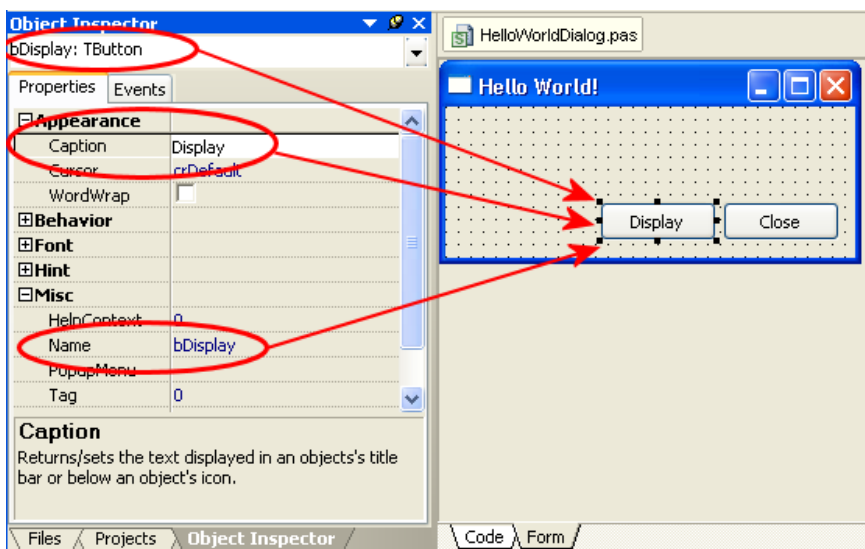 Object Inspector
bDisplay: TButton
Properties Events
Appearance
Caption Display
Cursor crDefault
WordWrap
Behavior
Font
Hint
Misc
HelpContext 0
Name bDisplay
PopupMenu
Tag 0
Caption
Returns/sets the text displayed in an objects's title
bar or below an object's icon.
Files Projects Object Inspector
HelloWorldDialog.pas
Hello World!
Display Close
Code Form